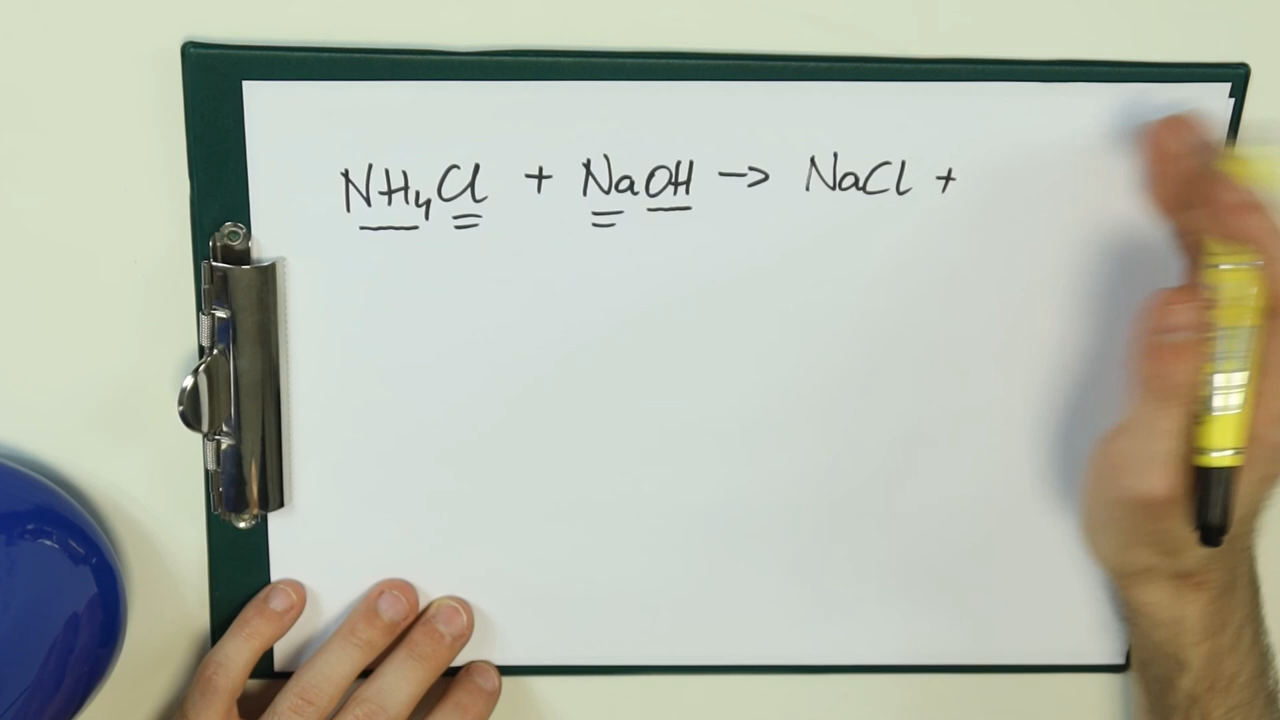 NH₄Cl + NaOH -> NaCl +